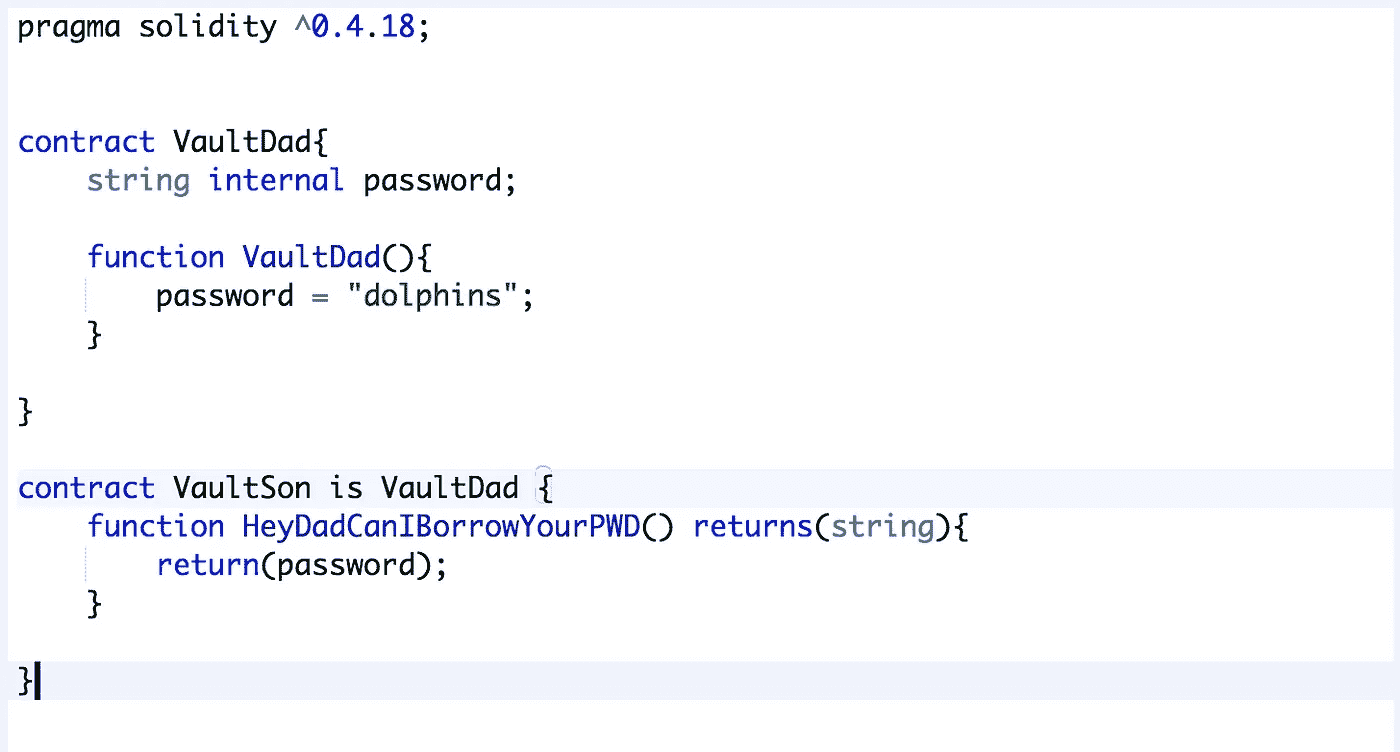 pragma solidity ^0.4.18;
contract VaultDad{
string internal password;
function VaultDad(){
password = "dolphins";
}
}
contract VaultSon is VaultDad {
function HeyDadCanIBorrowYourPWD() returns(string){
return(password);
}
}